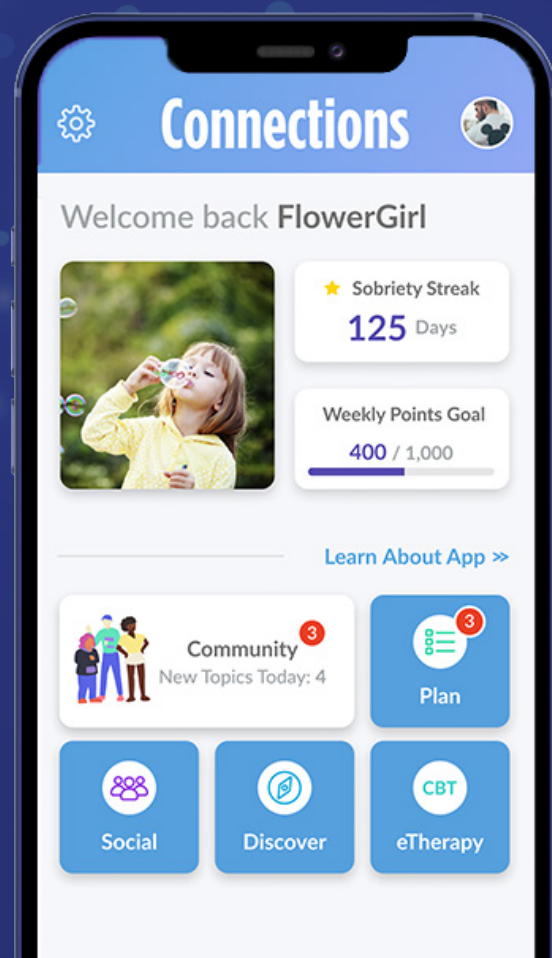 Connections
Welcome back FlowerGirl
Sobriety Streak
125 Days
Weekly Points Goal
400 / 1,000
Learn About App >>
Community 3
New Topics Today: 4
3
Plan
Social
Discover
CBT
eTherapy